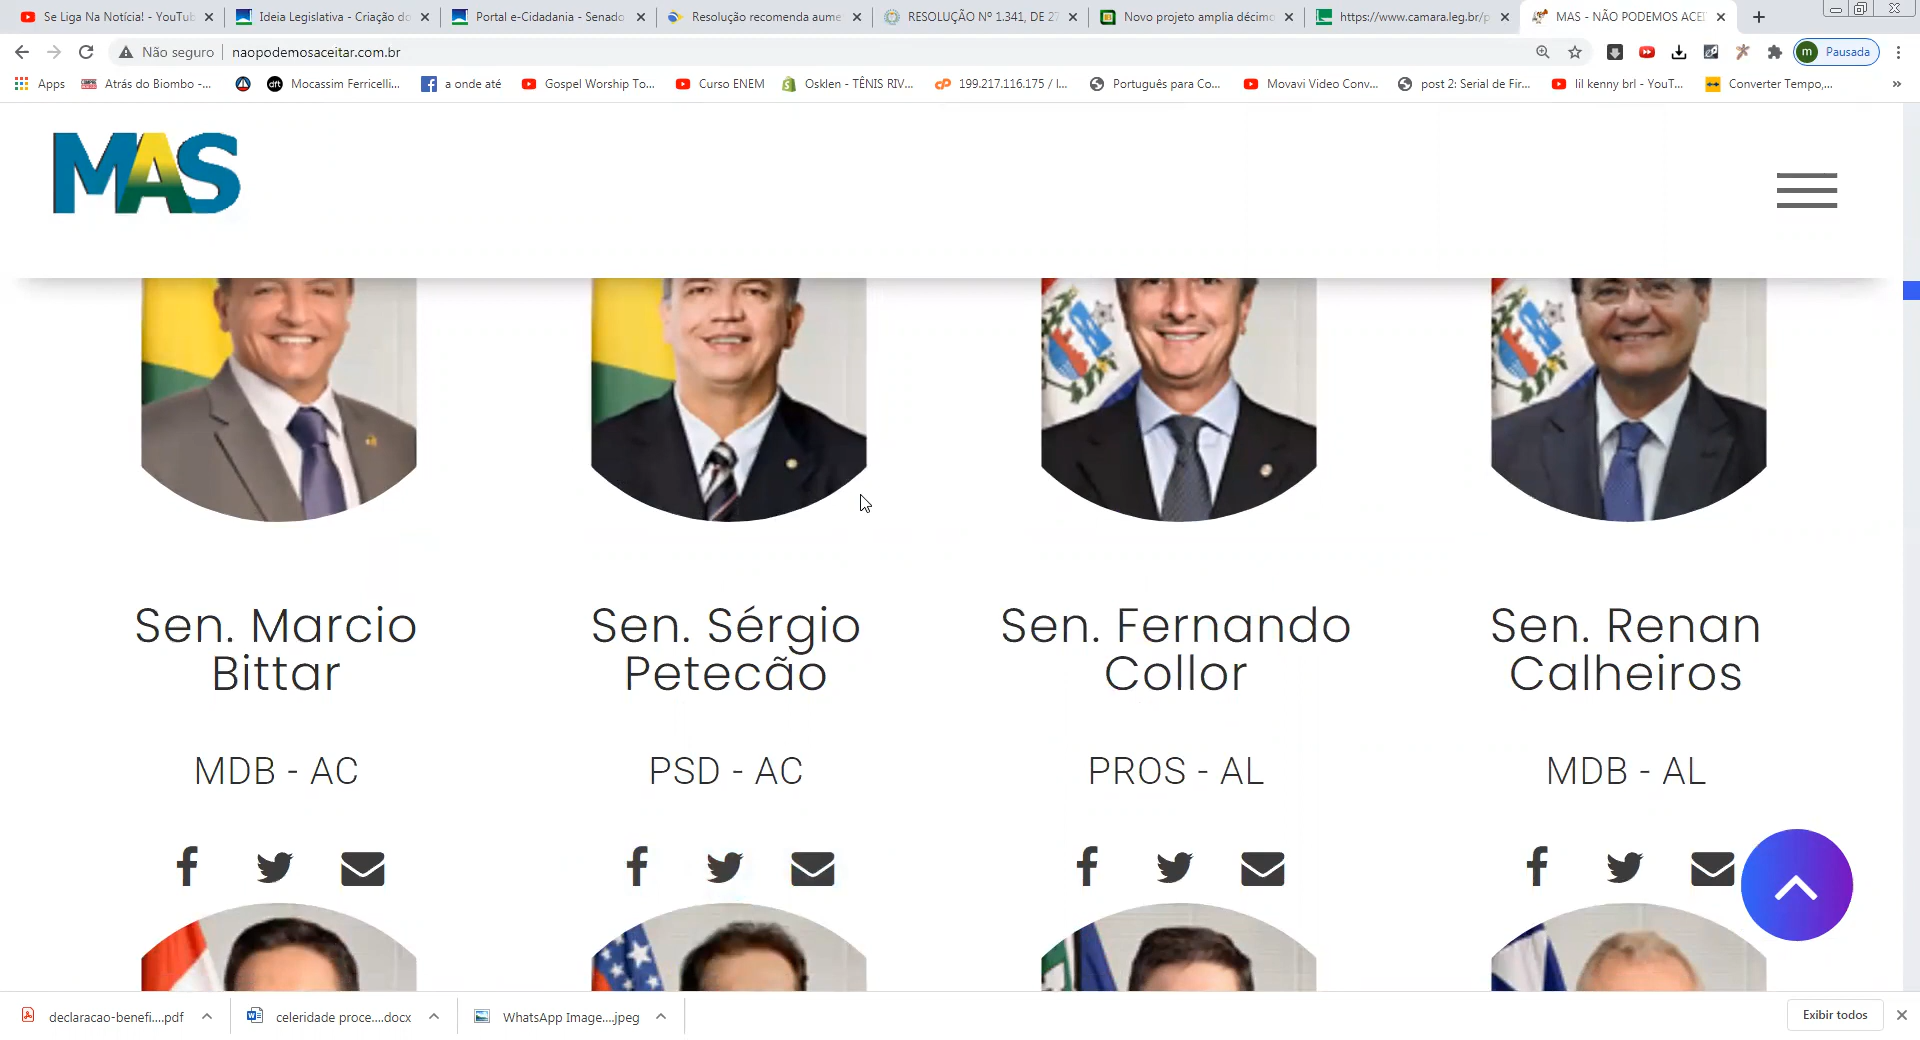 Se Liga Na Notícia! - YouTub
Ideia Legislativa - Criação do
Portal e-Cidadania - Senado
Resolução recomenda aume
RESOLUÇÃO Nº 1.341, DE 27
Novo projeto amplia décimo
https://www.camara.leg.br/p
MAS - NÃO PODEMOS ACEI
Não seguro
naopodemosaceitar.com.br
m Pausada
Apps
Atrás do Biombo -...
dft Mocassim Ferricelli...
a onde até
Gospel Worship To...
Curso ENEM
Osklen - TÊNIS RIV...
199.217.116.175 / l...
Português para Co...
Movavi Video Conv...
post 2: Serial de Fir...
lil kenny brl - YouT...
Converter Tempo,...
»
MAS
Sen. Marcio
Bittar
Sen. Sérgio
Petecão
Sen. Fernando
Collor
Sen. Renan
Calheiros
MDB - AC
PSD - AC
PROS - AL
MDB - AL
declaracao-benefi....pdf
celeridade proce....docx
WhatsApp Image....jpeg
Exibir todos